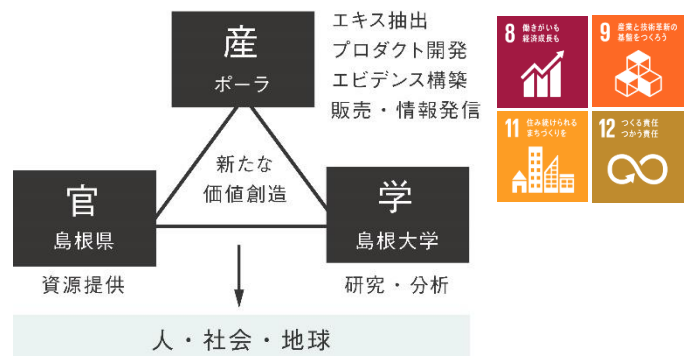 産
ポーラ
エキス抽出
プロダクト開発
エビデンス構築
販売・情報発信
新たな
価値創造
官
島根県
資源提供
学
島根大学
研究・分析
人・社会・地球
8 働きがいも
経済成長も
9 産業と技術革新の
基盤をつくろう
11 住み続けられる
まちづくりを
12 つくる責任
つかう責任